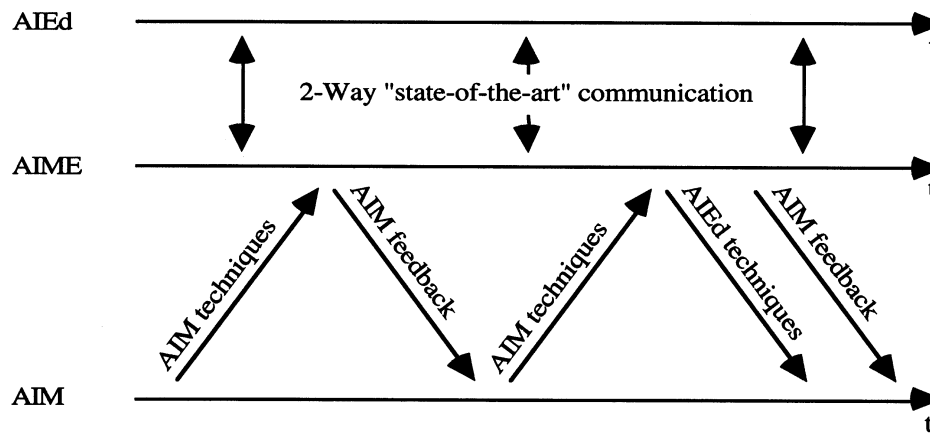 AIEd
2-Way "state-of-the-art" communication
AIME
t
AIM techniques
AIM feedback
AIM techniques
AIEd techniques
AIM feedback
AIM
t